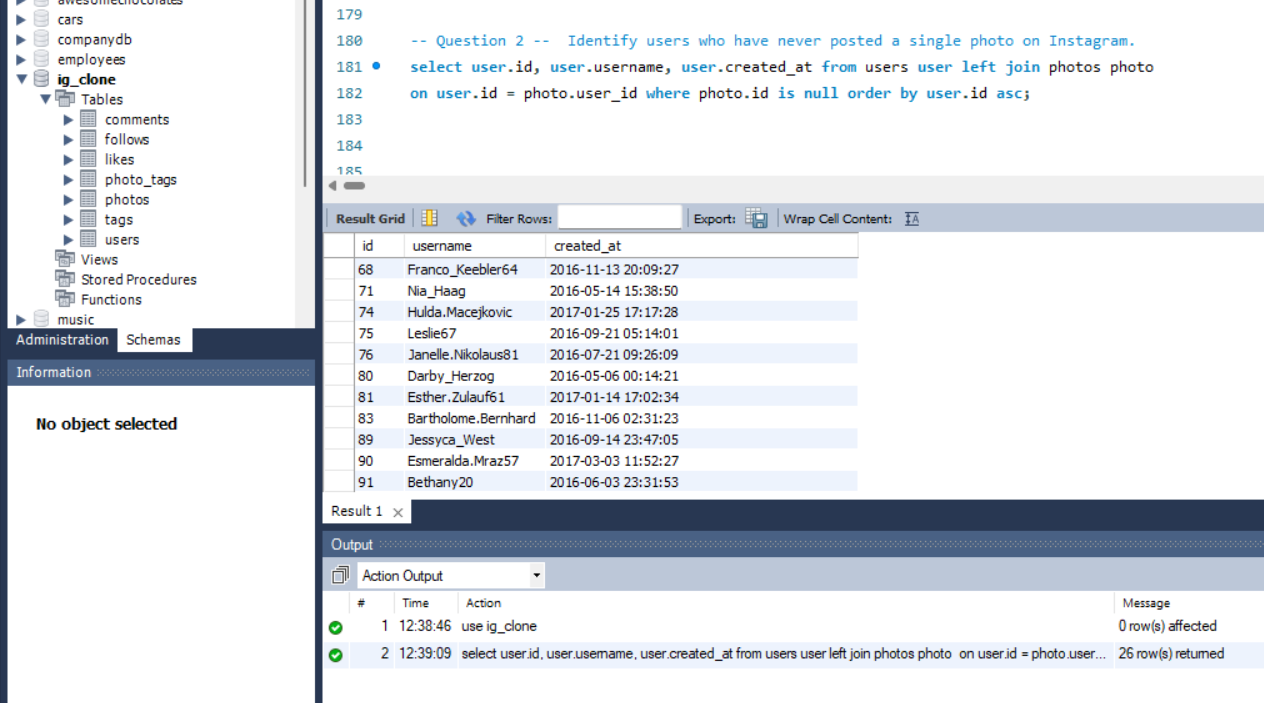 awesomechocolates
cars
companydb
employees
ig_clone
Tables
comments
follows
likes
photo_tags
photos
tags
users
Views
Stored Procedures
Functions
music
Administration Schemas
Information
No object selected
179
180 -- Question 2 --  Identify users who have never posted a single photo on Instagram.
181 select user.id, user.username, user.created_at from users user left join photos photo
182 on user.id = photo.user_id where photo.id is null order by user.id asc;
183
184
185
Result Grid Filter Rows: Export: Wrap Cell Content: IA
id username created_at
68 Franco_Keebler64 2016-11-13 20:09:27
71 Nia_Haag 2016-05-14 15:38:50
74 Hulda.Macejkovic 2017-01-25 17:17:28
75 Leslie67 2016-09-21 05:14:01
76 Janelle.Nikolaus81 2016-07-21 09:26:09
80 Darby_Herzog 2016-05-06 00:14:21
81 Esther.Zulauf61 2017-01-14 17:02:34
83 Bartholome.Bernhard 2016-11-06 02:31:23
89 Jessyca_West 2016-09-14 23:47:05
90 Esmeralda.Mraz57 2017-03-03 11:52:27
91 Bethany20 2016-06-03 23:31:53
Result 1
Output
Action Output
# Time Action Message
1 12:38:46 use ig_clone 0 row(s) affected
2 12:39:09 select user.id, user.username, user.created_at from users user left join photos photo  on user.id = photo.user... 26 row(s) returned